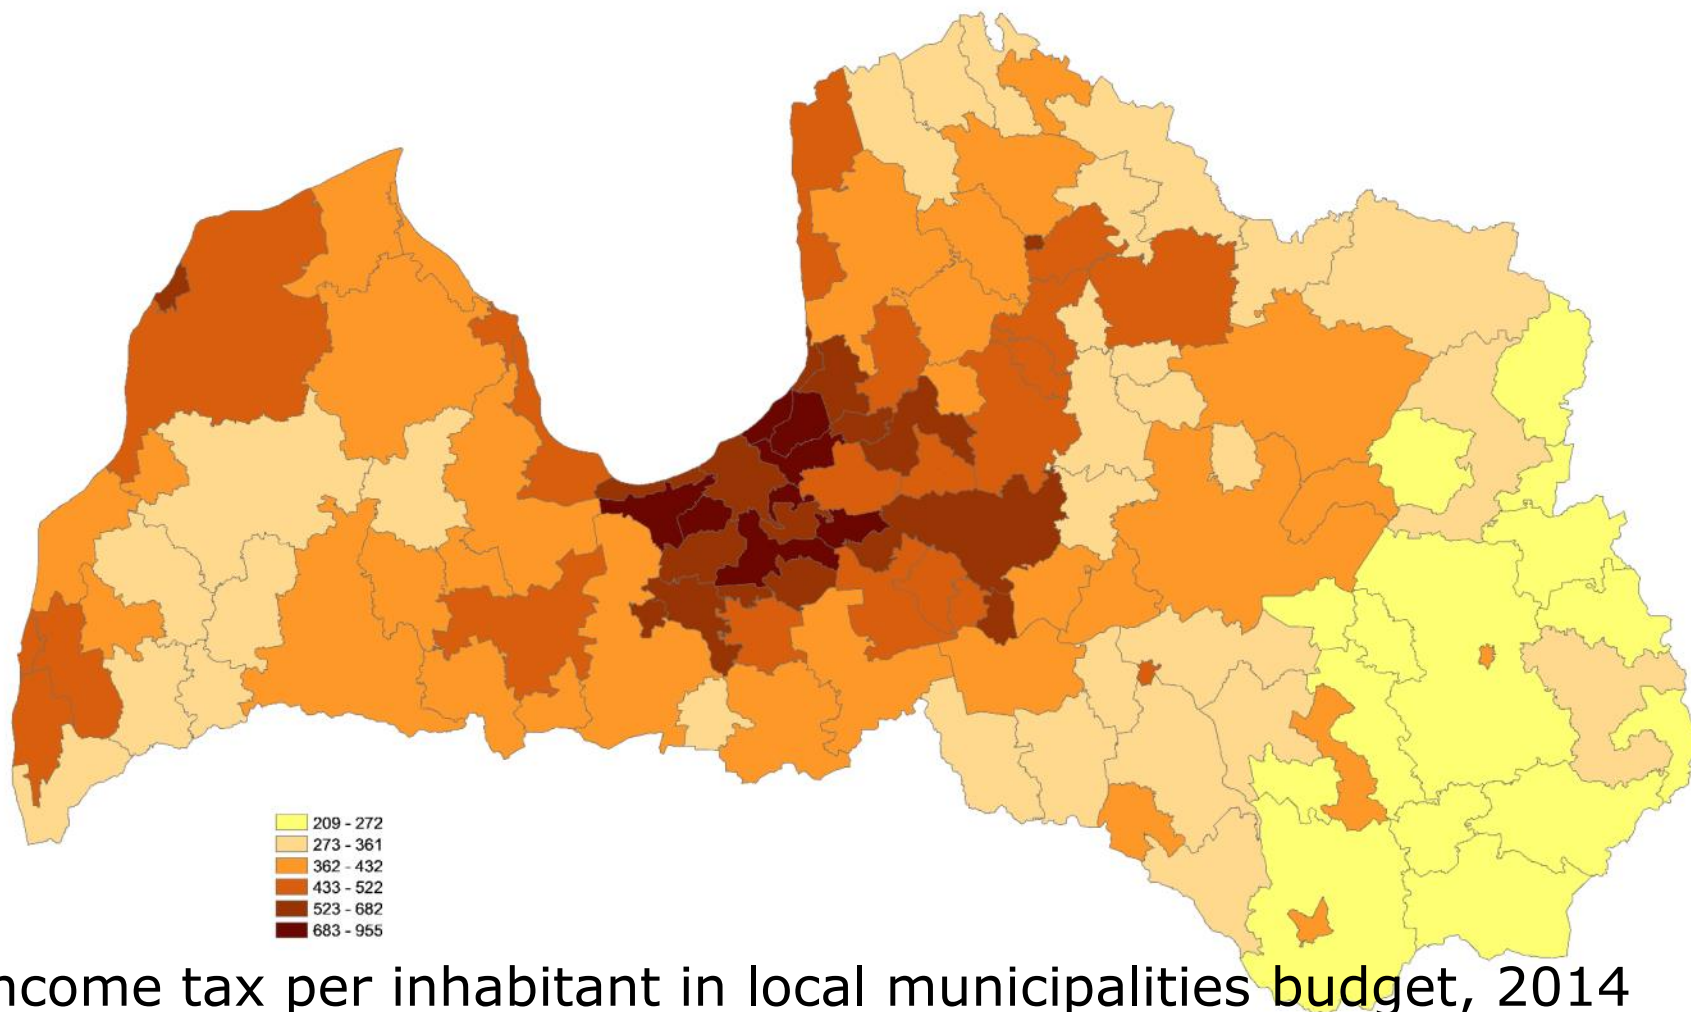 209 - 272
273 - 361
362 - 432
433 - 522
523 - 682
683 - 955
ncome tax per inhabitant in local municipalities budget, 2014